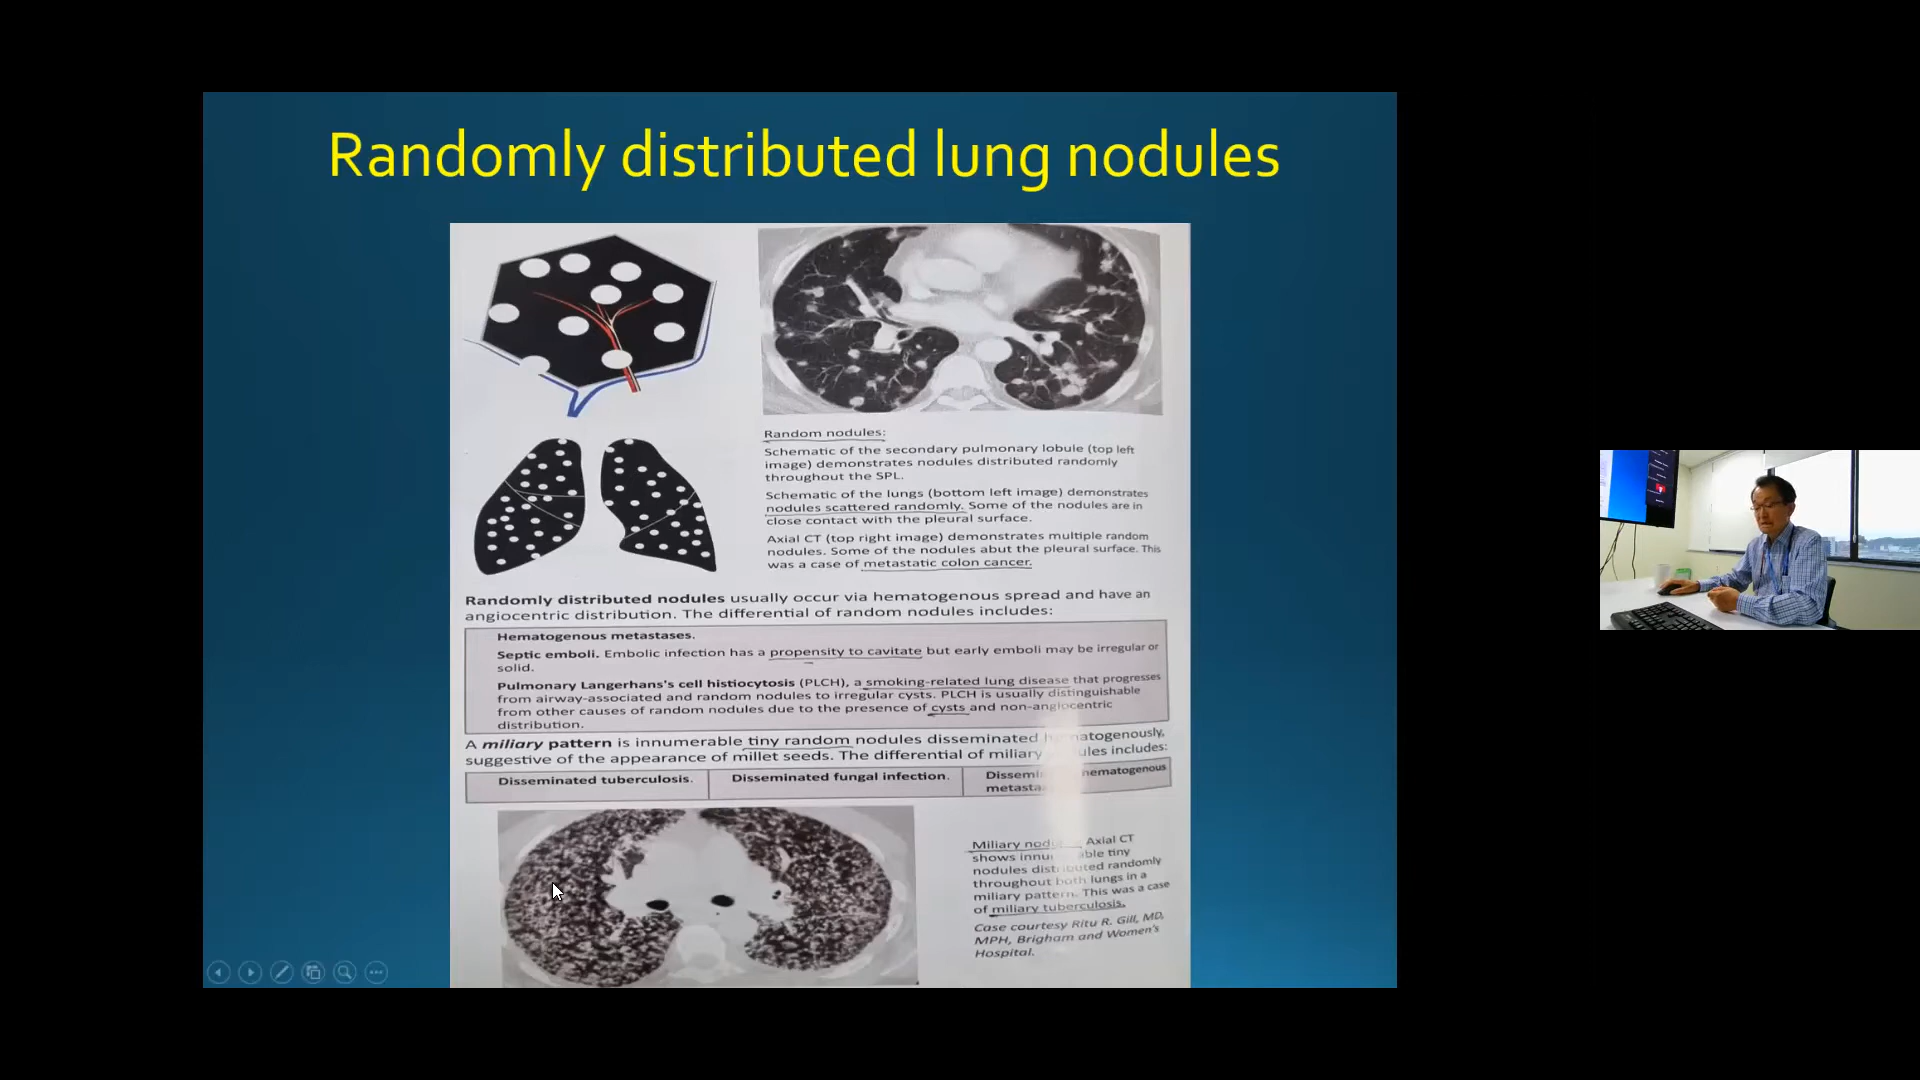 Randomly distributed lung nodules
Random nodules:
Schematic of the secondary pulmonary lobule (top left
image) demonstrates nodules distributed randomly
throughout the SPL.
Schematic of the lungs (bottom left image) demonstrates
nodules scattered randomly. Some of the nodules are in
close contact with the pleural surface.
Axial CT (top right image) demonstrates multiple random
nodules. Some of the nodules abut the pleural surface. This
was a case of metastatic colon cancer.
Randomly distributed nodules usually occur via hematogenous spread and have an
angiocentric distribution. The differential of random nodules includes:
Hematogenous metastases.
Septic emboli. Embolic infection has a propensity to cavitate but early emboli may be irregular or
solid.
Pulmonary Langerhans's cell histiocytosis (PLCH), a smoking-related lung disease that progresses
from airway-associated and random nodules to irregular cysts. PLCH is usually distinguishable
from other causes of random nodules due to the presence of cysts and non-angiocentric
distribution.
A miliary pattern is innumerable tiny random nodules disseminated hematogenously,
suggestive of the appearance of millet seeds. The differential of miliary includes:
Disseminated tuberculosis.
Disseminated fungal infection.
hematogenous
Miliary Axial CT
shows tiny
nodules distributed randomly
throughout both lungs in a
miliary pattern. This was a case
of miliary tuberculosis.
Case courtesy Ritu R. Gill, MD,
MPH, Brigham and Women's
Hospital.